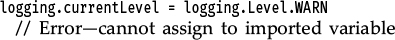 logging.currentLevel = logging.Level.WARN
// Error—cannot assign to imported variable